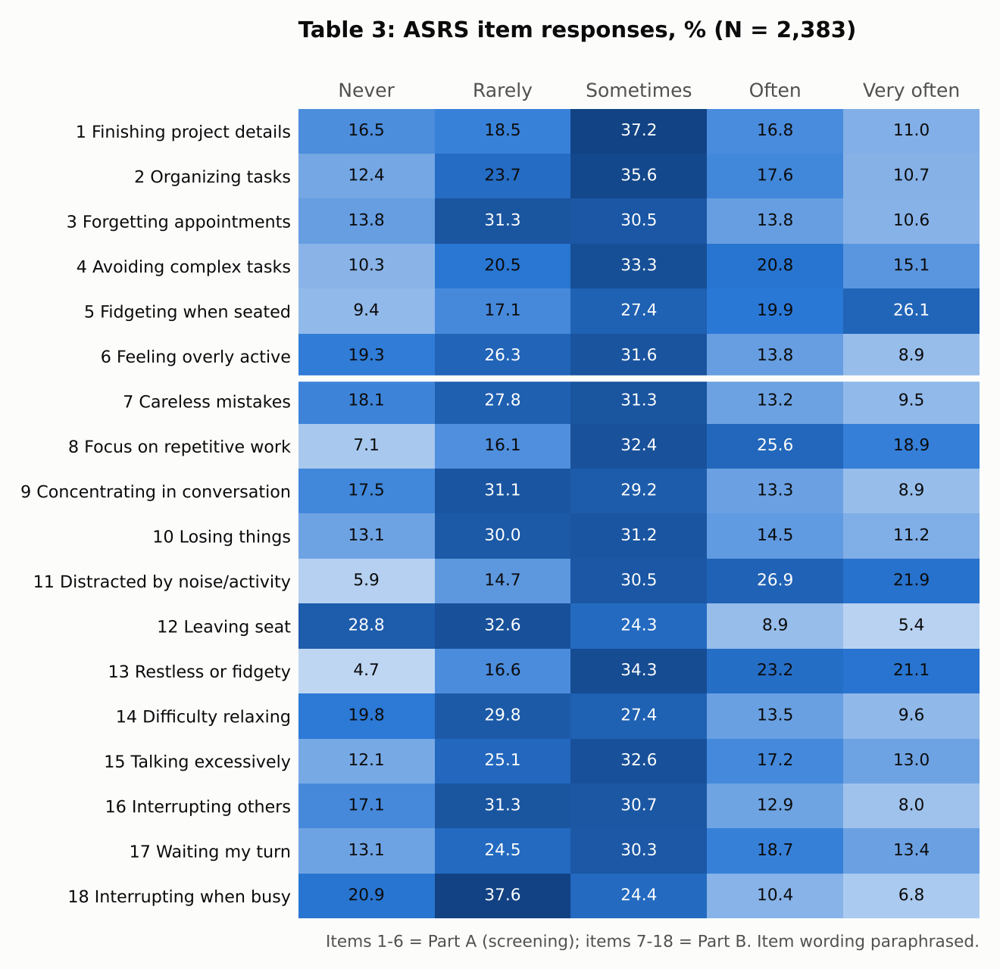 Table 3: ASRS item responses, % (N = 2,383)
Never Rarely Sometimes Often Very often
1 Finishing project details 16.5 18.5 37.2 16.8 11.0
2 Organizing tasks 12.4 23.7 35.6 17.6 10.7
3 Forgetting appointments 13.8 31.3 30.5 13.8 10.6
4 Avoiding complex tasks 10.3 20.5 33.3 20.8 15.1
5 Fidgeting when seated 9.4 17.1 27.4 19.9 26.1
6 Feeling overly active 19.3 26.3 31.6 13.8 8.9
7 Careless mistakes 18.1 27.8 31.3 13.2 9.5
8 Focus on repetitive work 7.1 16.1 32.4 25.6 18.9
9 Concentrating in conversation 17.5 31.1 29.2 13.3 8.9
10 Losing things 13.1 30.0 31.2 14.5 11.2
11 Distracted by noise/activity 5.9 14.7 30.5 26.9 21.9
12 Leaving seat 28.8 32.6 24.3 8.9 5.4
13 Restless or fidgety 4.7 16.6 34.3 23.2 21.1
14 Difficulty relaxing 19.8 29.8 27.4 13.5 9.6
15 Talking excessively 12.1 25.1 32.6 17.2 13.0
16 Interrupting others 17.1 31.3 30.7 12.9 8.0
17 Waiting my turn 13.1 24.5 30.3 18.7 13.4
18 Interrupting when busy 20.9 37.6 24.4 10.4 6.8
Items 1-6 = Part A (screening); items 7-18 = Part B. Item wording paraphrased.